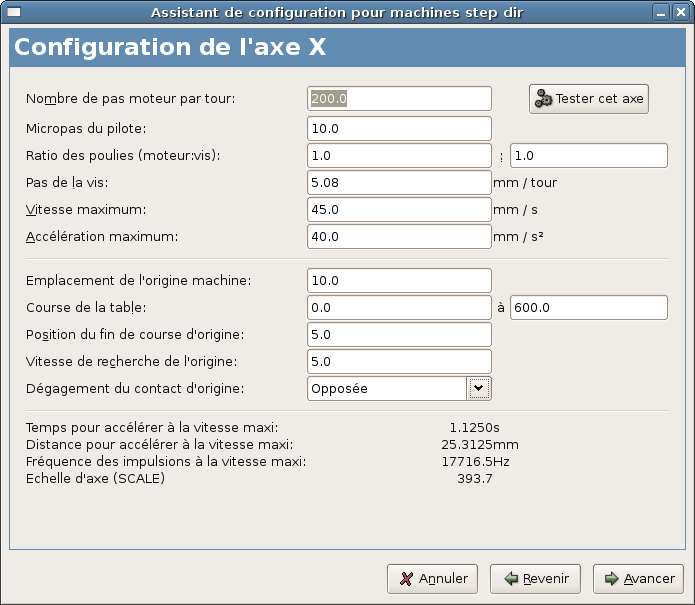 Assistant de configuration pour machines step dir
Configuration de l'axe X
Nombre de pas moteur par tour: 200.0 Tester cet axe
Micropas du pilote: 10.0
Ratio des poulies (moteur:vis): 1.0 : 1.0
Pas de la vis: 5.08 mm / tour
Vitesse maximum: 45.0 mm / s
Accélération maximum: 40.0 mm / s²
Emplacement de l'origine machine: 10.0
Course de la table: 0.0 à 600.0
Position du fin de course d'origine: 5.0
Vitesse de recherche de l'origine: 5.0
Dégagement du contact d'origine: Opposée
Temps pour accélérer à la vitesse maxi: 1.1250s
Distance pour accélérer à la vitesse maxi: 25.3125mm
Fréquence des impulsions à la vitesse maxi: 17716.5Hz
Echelle d'axe (SCALE) 393.7
Annuler Revenir Avancer